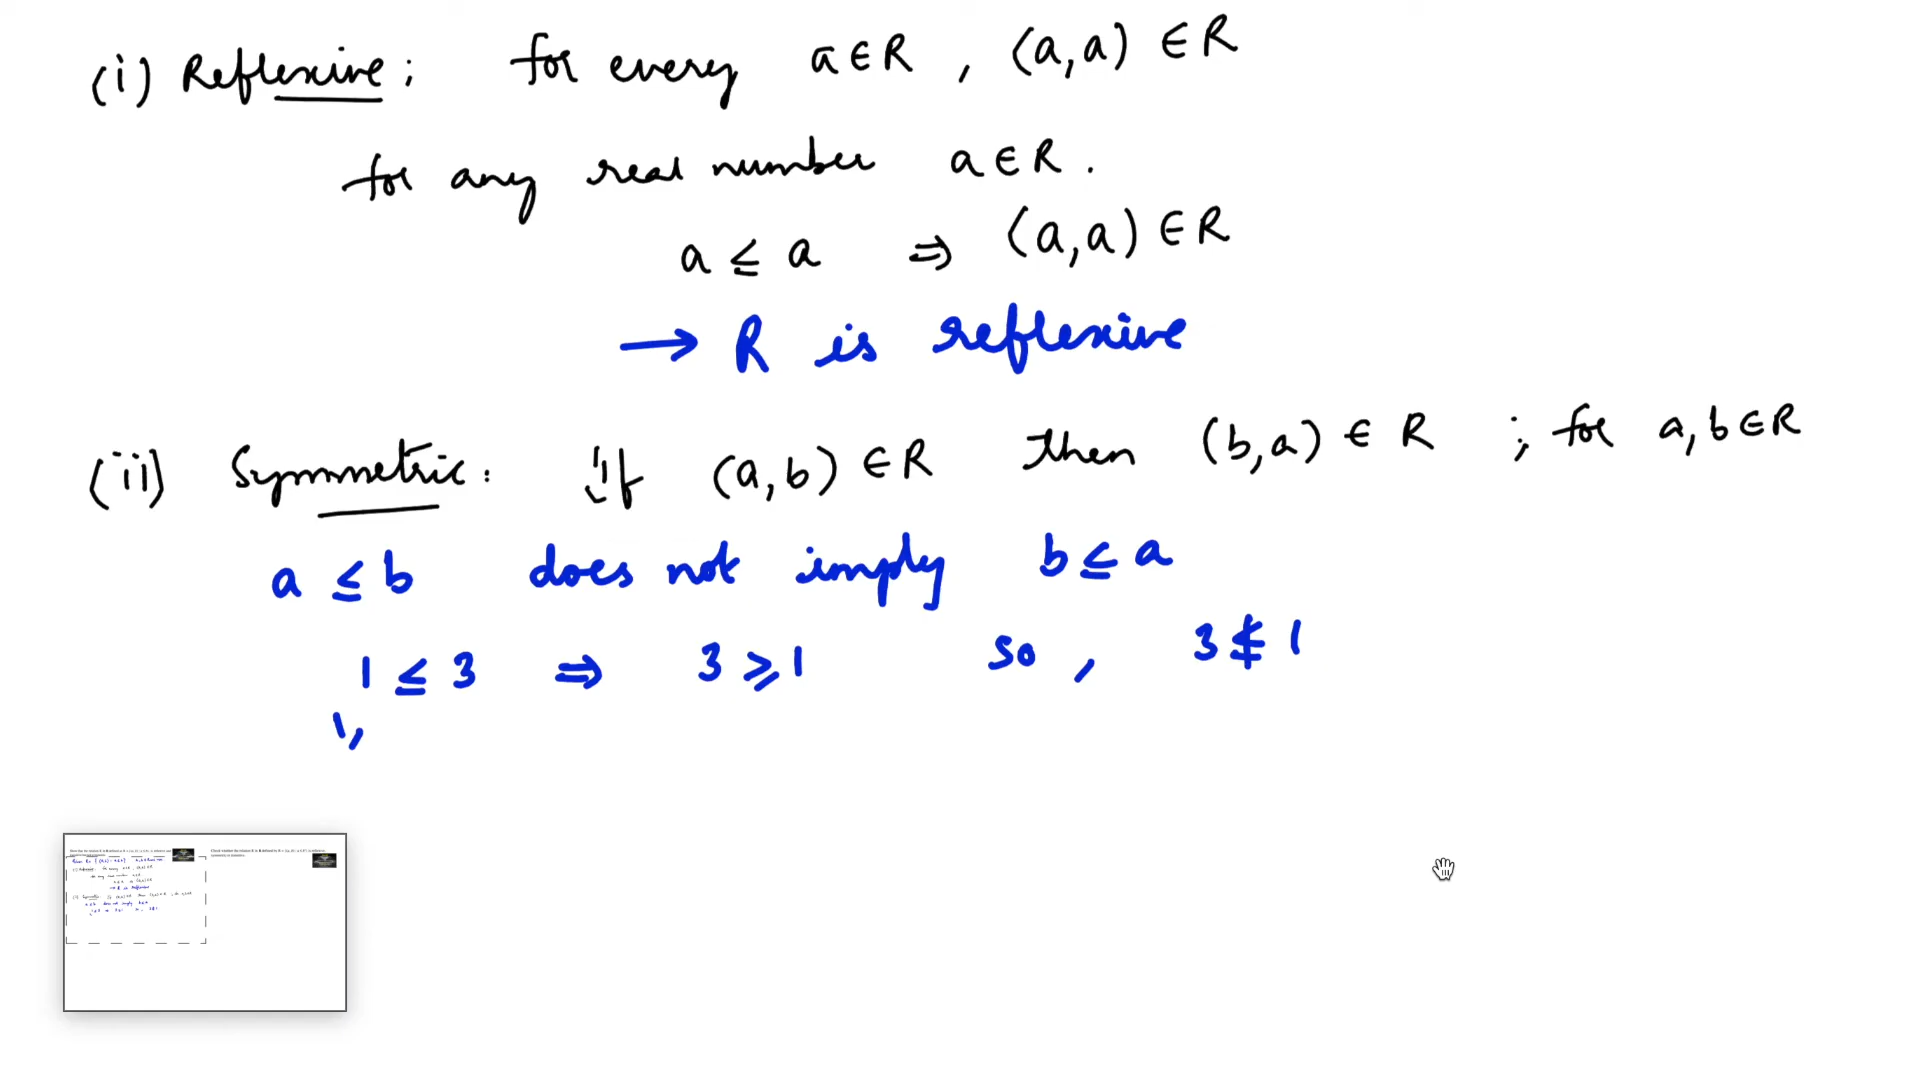 (i) Reflexive : for every a ∈ R , (a,a) ∈ R
for any real number a ∈ R .
a ≤ a ⇒ (a,a) ∈ R
→ R is reflexive
(ii) Symmetric : if (a,b) ∈ R then (b,a) ∈ R ; for a,b ∈ R
a ≤ b does not imply b ≤ a
1 ≤ 3 ⇒ 3 ⩾ 1 so , 3 ≰ 1
1,